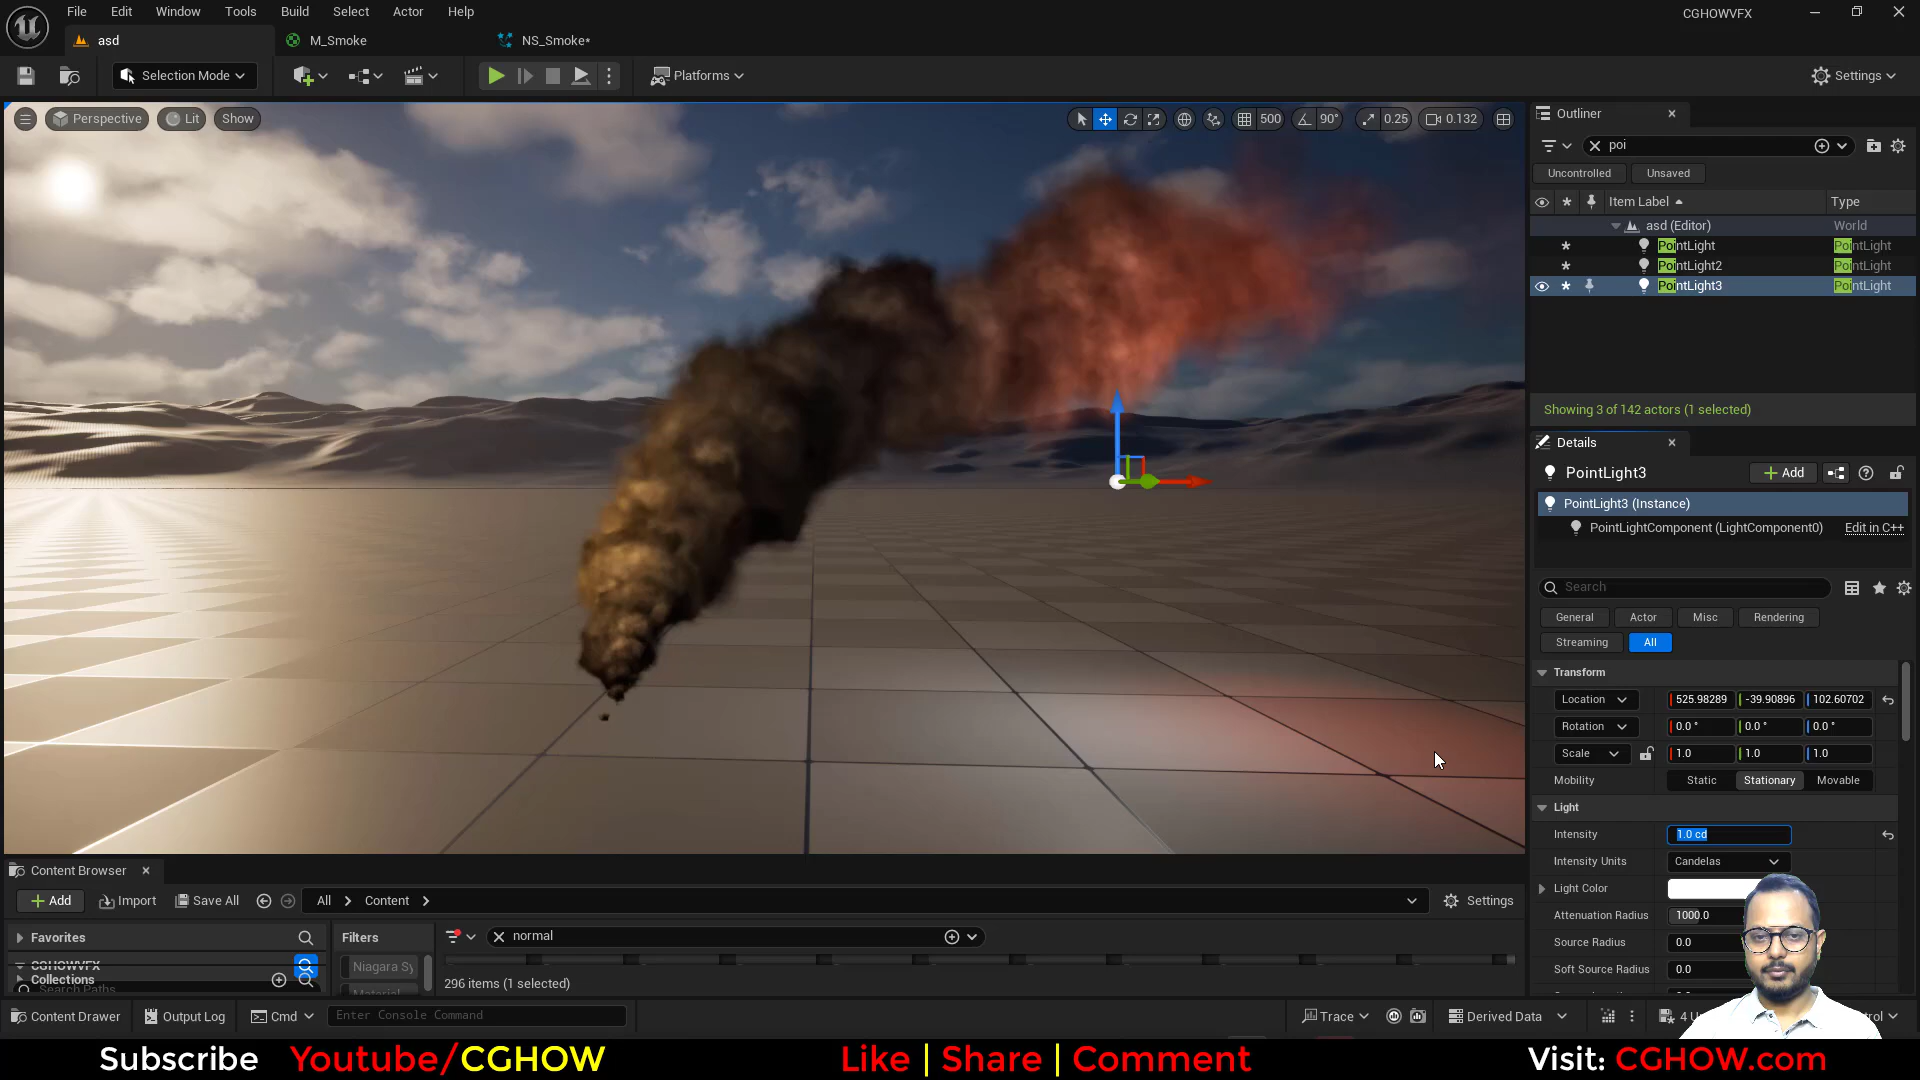 File Edit Window Tools Build Select Actor Help
CGHOWVFX
asd M_Smoke NS_Smoke*
Selection Mode Platforms Settings
Perspective Lit Show 500 90° 0.25 0.132
Outliner
poi
Uncontrolled Unsaved
Item Label Type
asd (Editor) World
PointLight PointLight
PointLight2 PointLight
PointLight3 PointLight
Showing 3 of 142 actors (1 selected)
Details
PointLight3 Add
PointLight3 (Instance)
PointLightComponent (LightComponent0) Edit in C++
Search
General Actor Misc Rendering
Streaming All
Transform
Location 525.98289 -39.90896 102.60702
Rotation 0.0 ° 0.0 ° 0.0 °
Scale 1.0 1.0 1.0
Mobility Static Stationary Movable
Light
Intensity 1.0 cd
Intensity Units Candelas
Light Color
Attenuation Radius 1000.0
Source Radius 0.0
Soft Source Radius 0.0
Content Browser
Add Import Save All All Content Settings
Favorites Filters normal
CGHOWVFX Niagara Sy
Collections Material
Search Paths 296 items (1 selected)
Content Drawer Output Log Cmd Enter Console Command Trace Derived Data 4 U
Subscribe Youtube/CGHOW Like | Share | Comment Visit: CGHOW.com